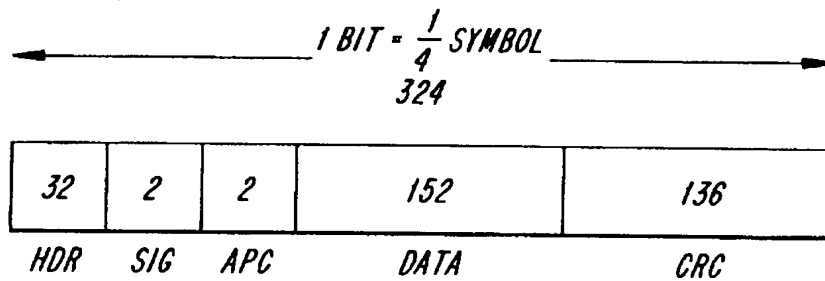 1 BIT = 1/4 SYMBOL
324
32 2 2 152 136
HDR SIG APC DATA CRC